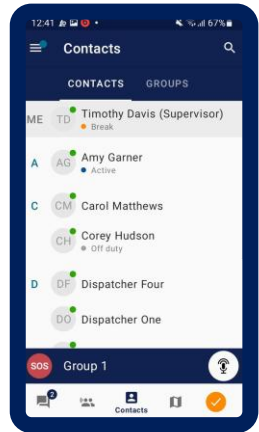 12:41 67%
Contacts
CONTACTS GROUPS
ME TD Timothy Davis (Supervisor)
Break
A AG Amy Garner
Active
C CM Carol Matthews
CH Corey Hudson
Off duty
D DF Dispatcher Four
DO Dispatcher One
SOS Group 1
2
Contacts